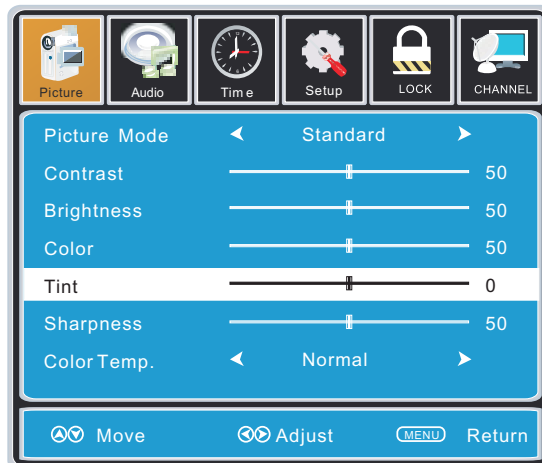 Picture Audio Time Setup LOCK CHANNEL
Picture Mode Standard
Contrast 50
Brightness 50
Color 50
Tint 0
Sharpness 50
Color Temp. Normal
Move Adjust MENU Return